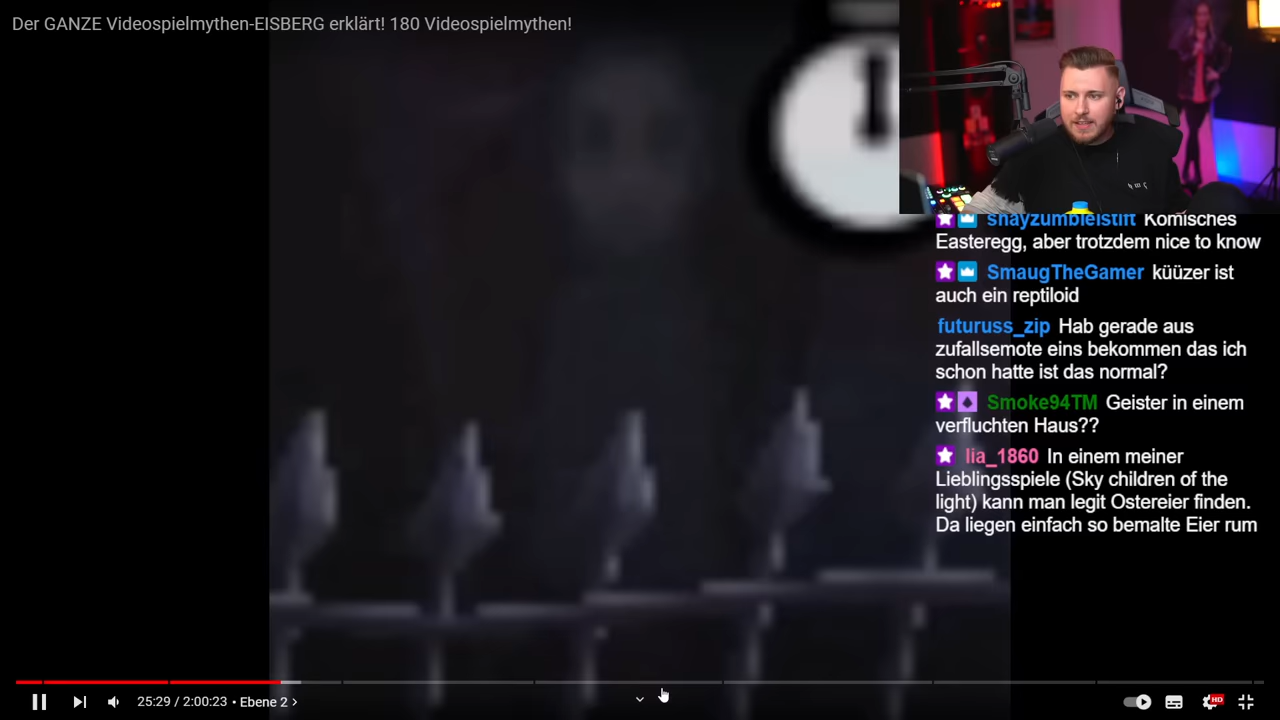 Der GANZE Videospielmythen-EISBERG erklärt! 180 Videospielmythen!
shayzumbleistift Komisches
Easteregg, aber trotzdem nice to know
SmaugTheGamer küüzer ist
auch ein reptiloid
futuruss_zip Hab gerade aus
zufallsemote eins bekommen das ich
schon hatte ist das normal?
Smoke94TM Geister in einem
verfluchten Haus??
lia_1860 In einem meiner
Lieblingsspiele (Sky children of the
light) kann man legit Ostereier finden.
Da liegen einfach so bemalte Eier rum
25:29 / 2:00:23 • Ebene 2 >
HD